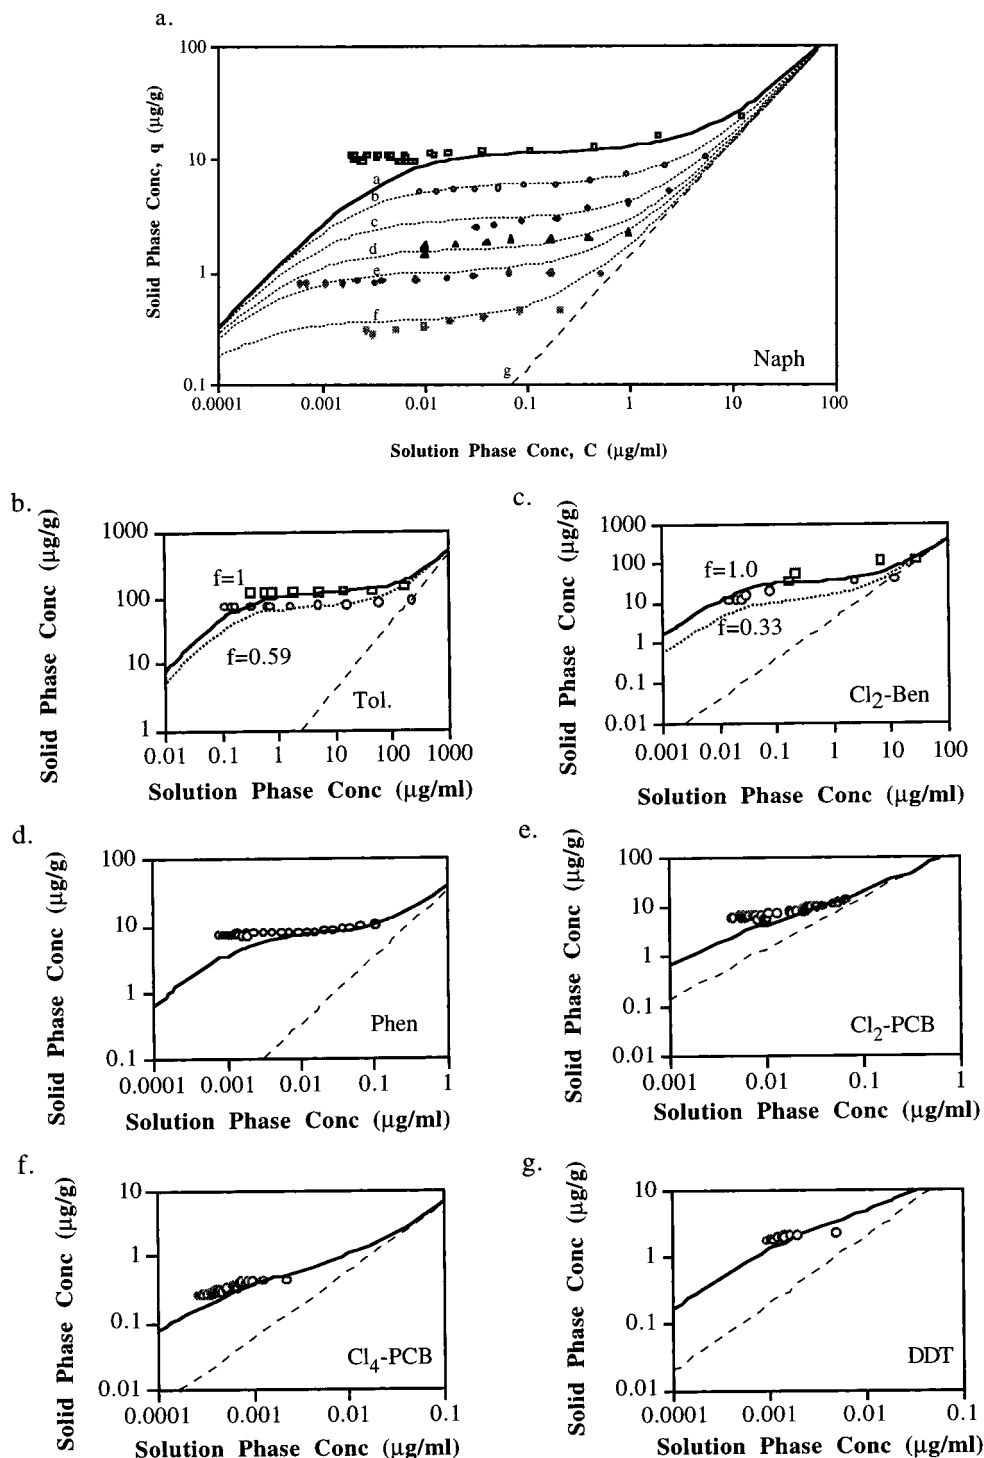 a.
Solid Phase Conc, q (µg/g)
100
10
1
0.1
a
b
c
d
e
f
g
Naph
0.0001
0.001
0.01
0.1
1
10
100
Solution Phase Conc, C (µg/ml)
b.
Solid Phase Conc (µg/g)
1000
100
10
1
f=1
f=0.59
Tol.
0.01
0.1
1
10
100
1000
Solution Phase Conc (µg/ml)
c.
Solid Phase Conc (µg/g)
1000
100
10
1
0.1
0.01
f=1.0
f=0.33
Cl2-Ben
0.001
0.01
0.1
1
10
100
Solution Phase Conc (µg/ml)
d.
Solid Phase Conc (µg/g)
100
10
1
0.1
Phen
0.0001
0.001
0.01
0.1
1
Solution Phase Conc (µg/ml)
e.
Solid Phase Conc (µg/g)
100
10
1
0.1
0.01
Cl2-PCB
0.001
0.01
0.1
1
Solution Phase Conc (µg/ml)
f.
Solid Phase Conc (µg/g)
10
1
0.1
0.01
Cl4-PCB
0.0001
0.001
0.01
0.1
Solution Phase Conc (µg/ml)
g.
Solid Phase Conc (µg/g)
10
1
0.1
0.01
DDT
0.0001
0.001
0.01
0.1
Solution Phase Conc (µg/ml)